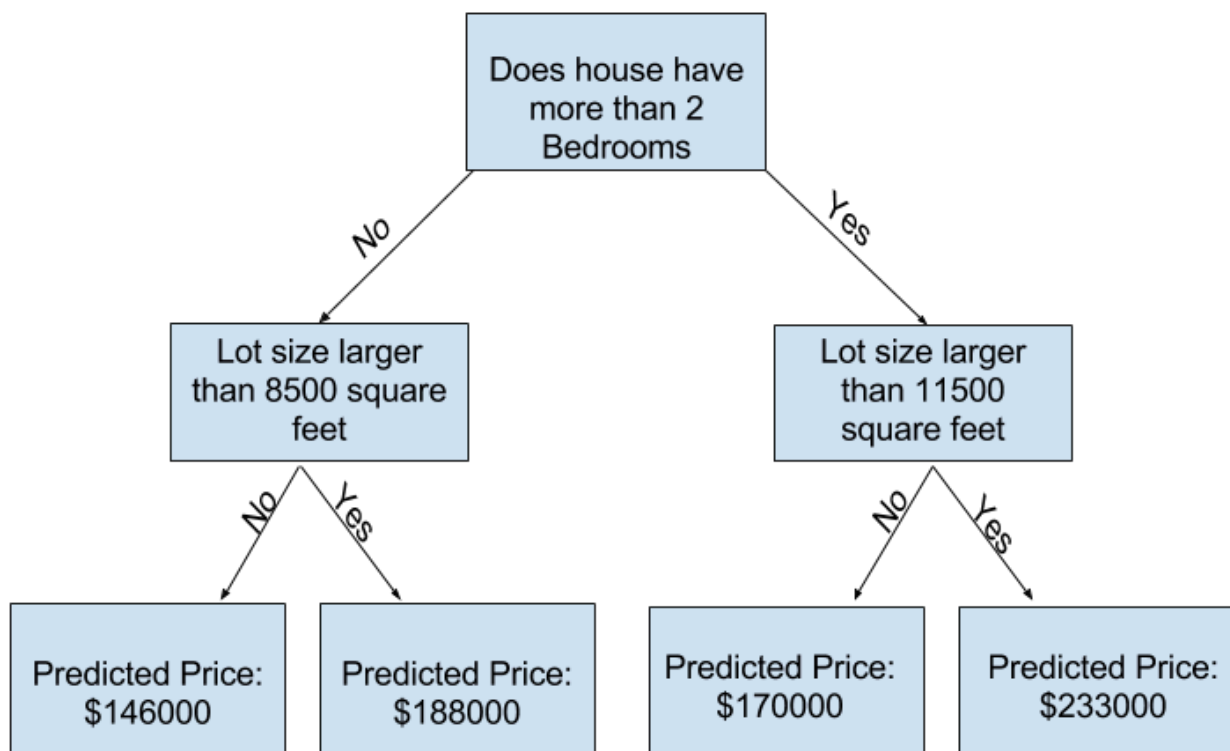 Does house have
more than 2
Bedrooms
No
Yes
Lot size larger
than 8500 square
feet
Lot size larger
than 11500
square feet
No
Yes
No
Yes
Predicted Price:
$146000
Predicted Price:
$188000
Predicted Price:
$170000
Predicted Price:
$233000